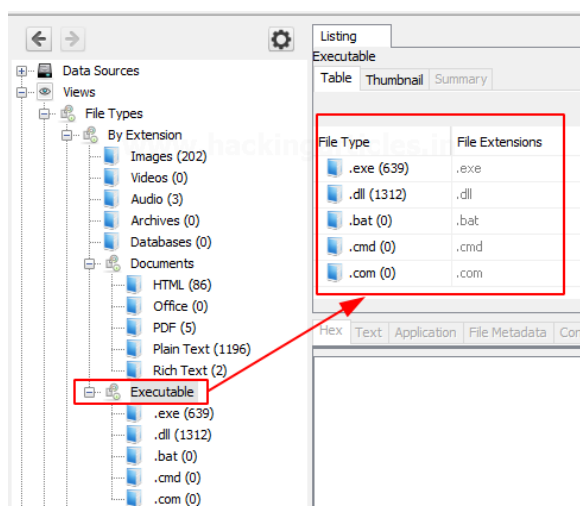 Listing
Executable
Data Sources
Table Thumbnail Summary
Views
File Types
By Extension
File Type File Extensions
Images (202)
.exe (639) .exe
Videos (0)
.dll (1312) .dll
Audio (3)
.bat (0) .bat
Archives (0)
.cmd (0) .cmd
Databases (0)
.com (0) .com
Documents
HTML (86)
Office (0)
Hex Text Application File Metadata Con
PDF (5)
Plain Text (1196)
Rich Text (2)
Executable
.exe (639)
.dll (1312)
.bat (0)
.cmd (0)
.com (0)